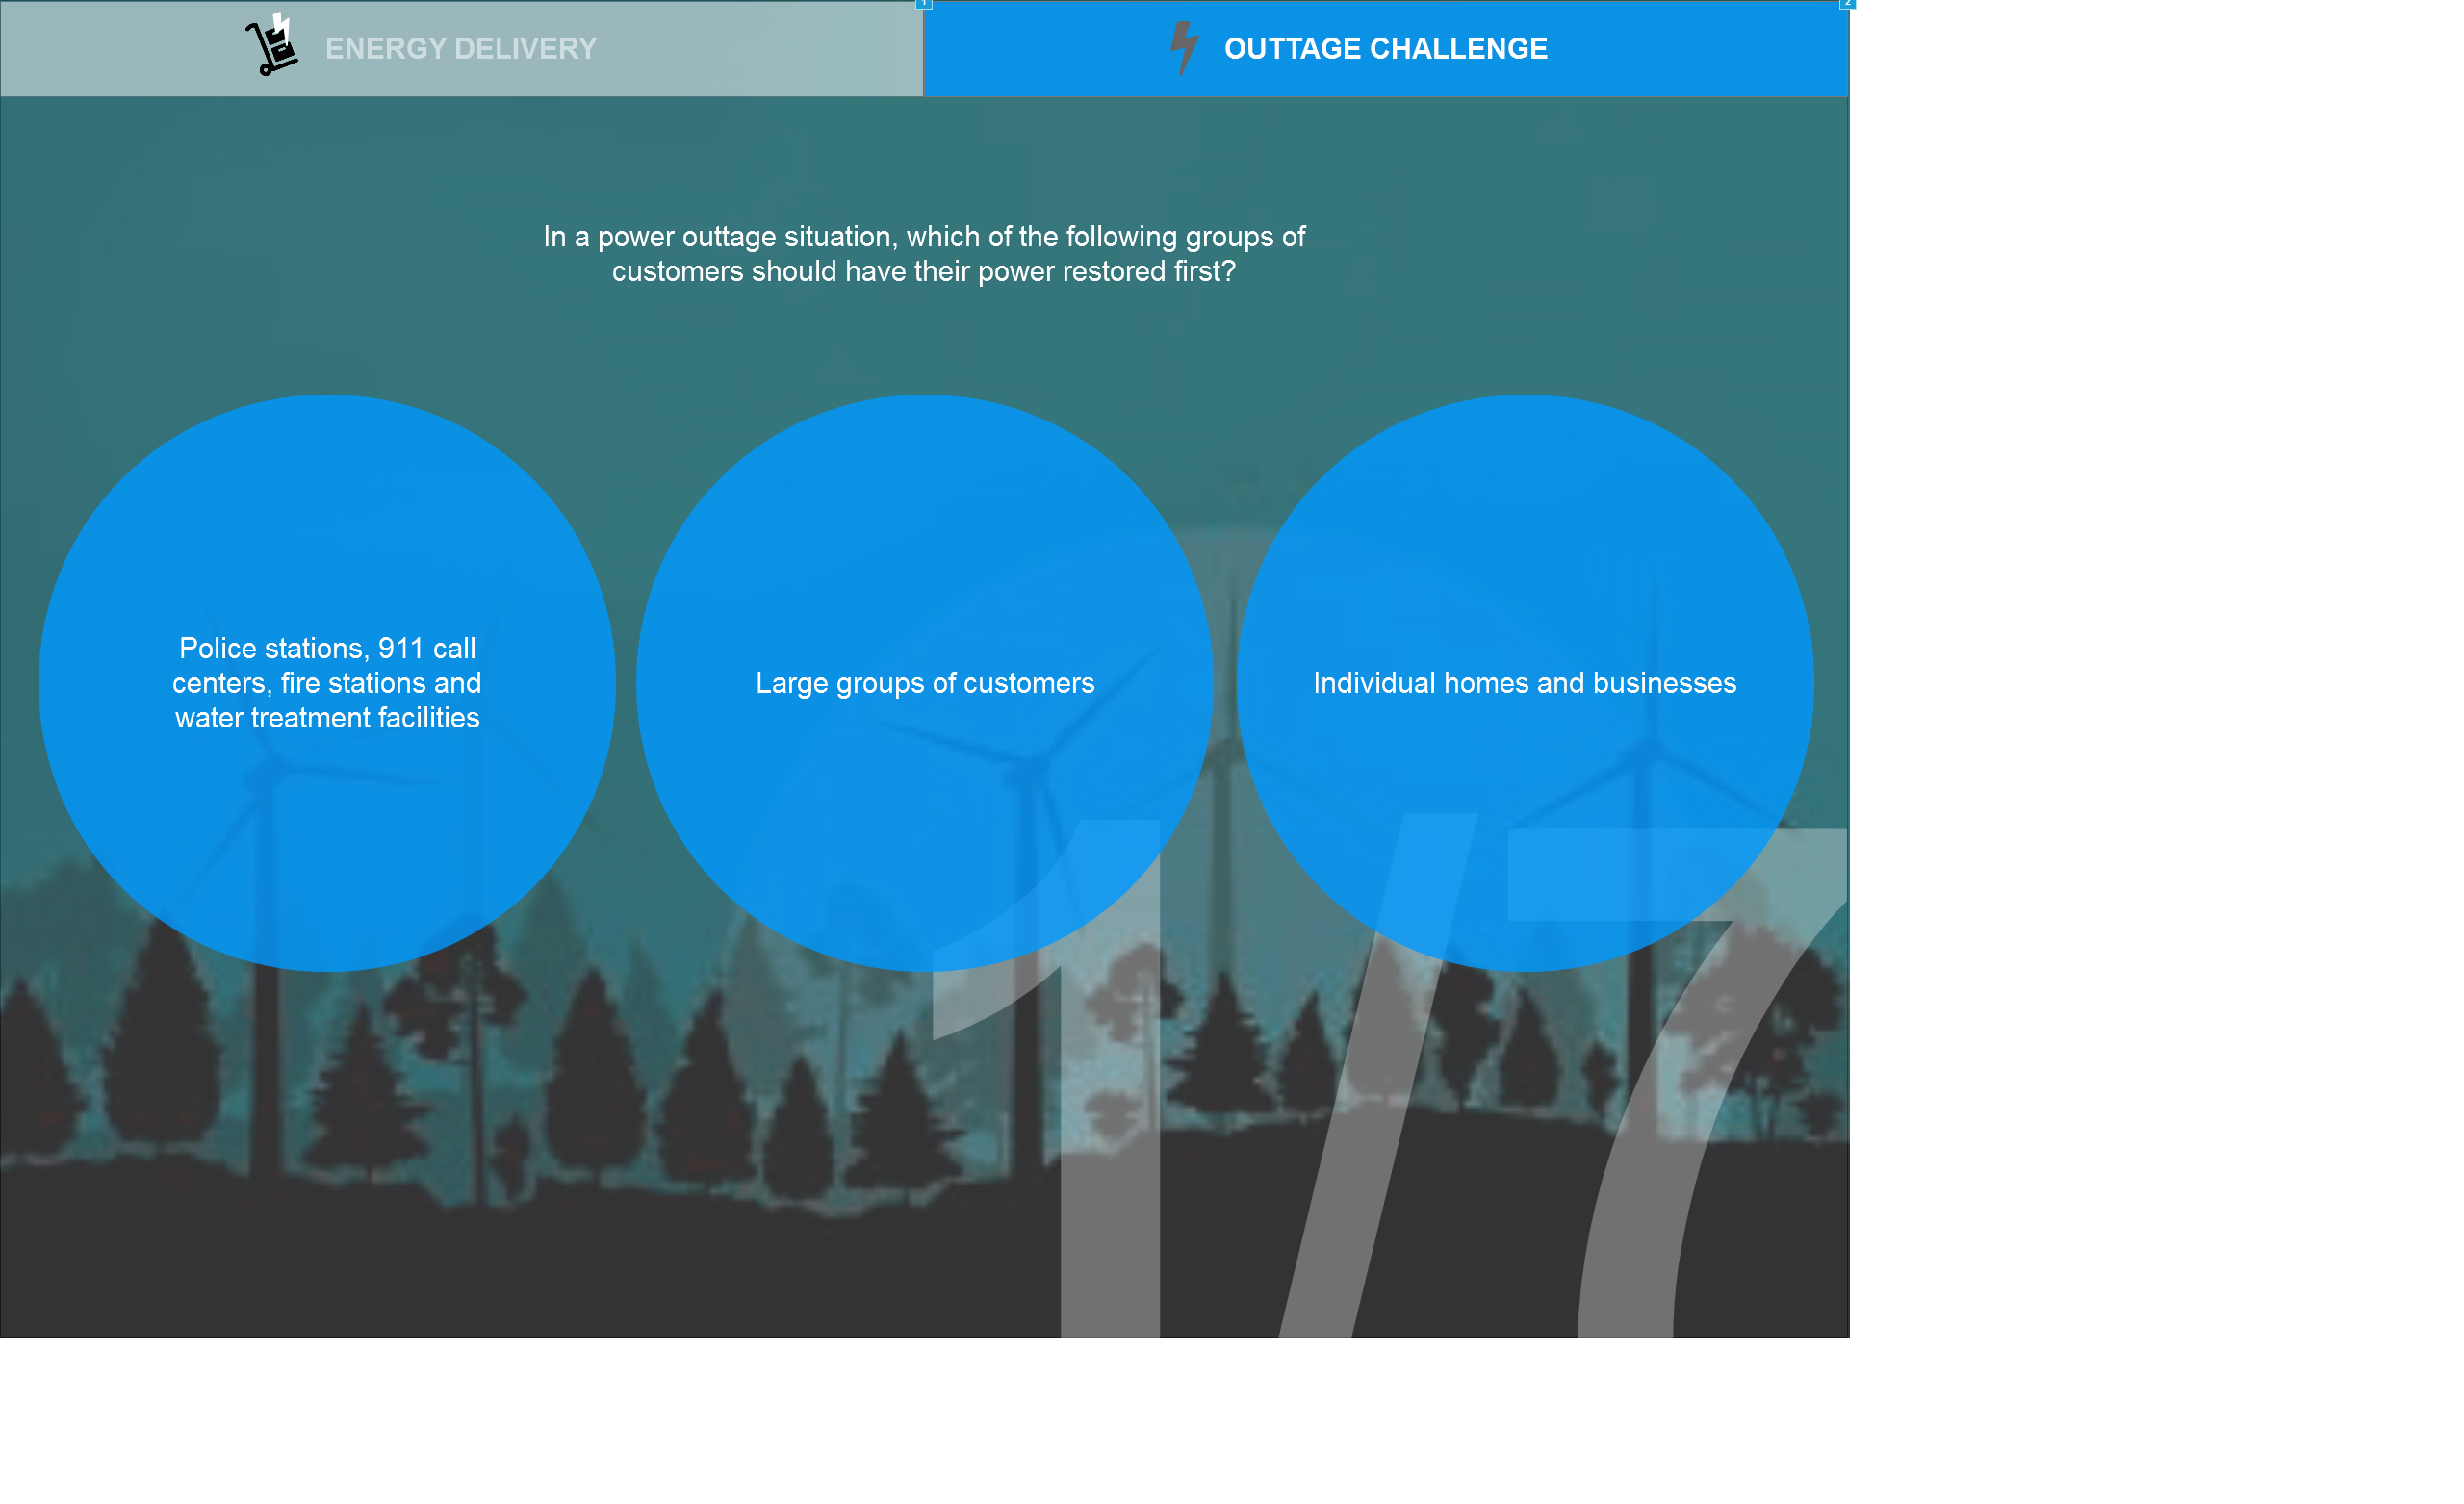 1
2
ENERGY DELIVERY
OUTTAGE CHALLENGE
In a power outtage situation, which of the following groups of
customers should have their power restored first?
Police stations, 911 call
centers, fire stations and
water treatment facilities
Large groups of customers
Individual homes and businesses
1/7